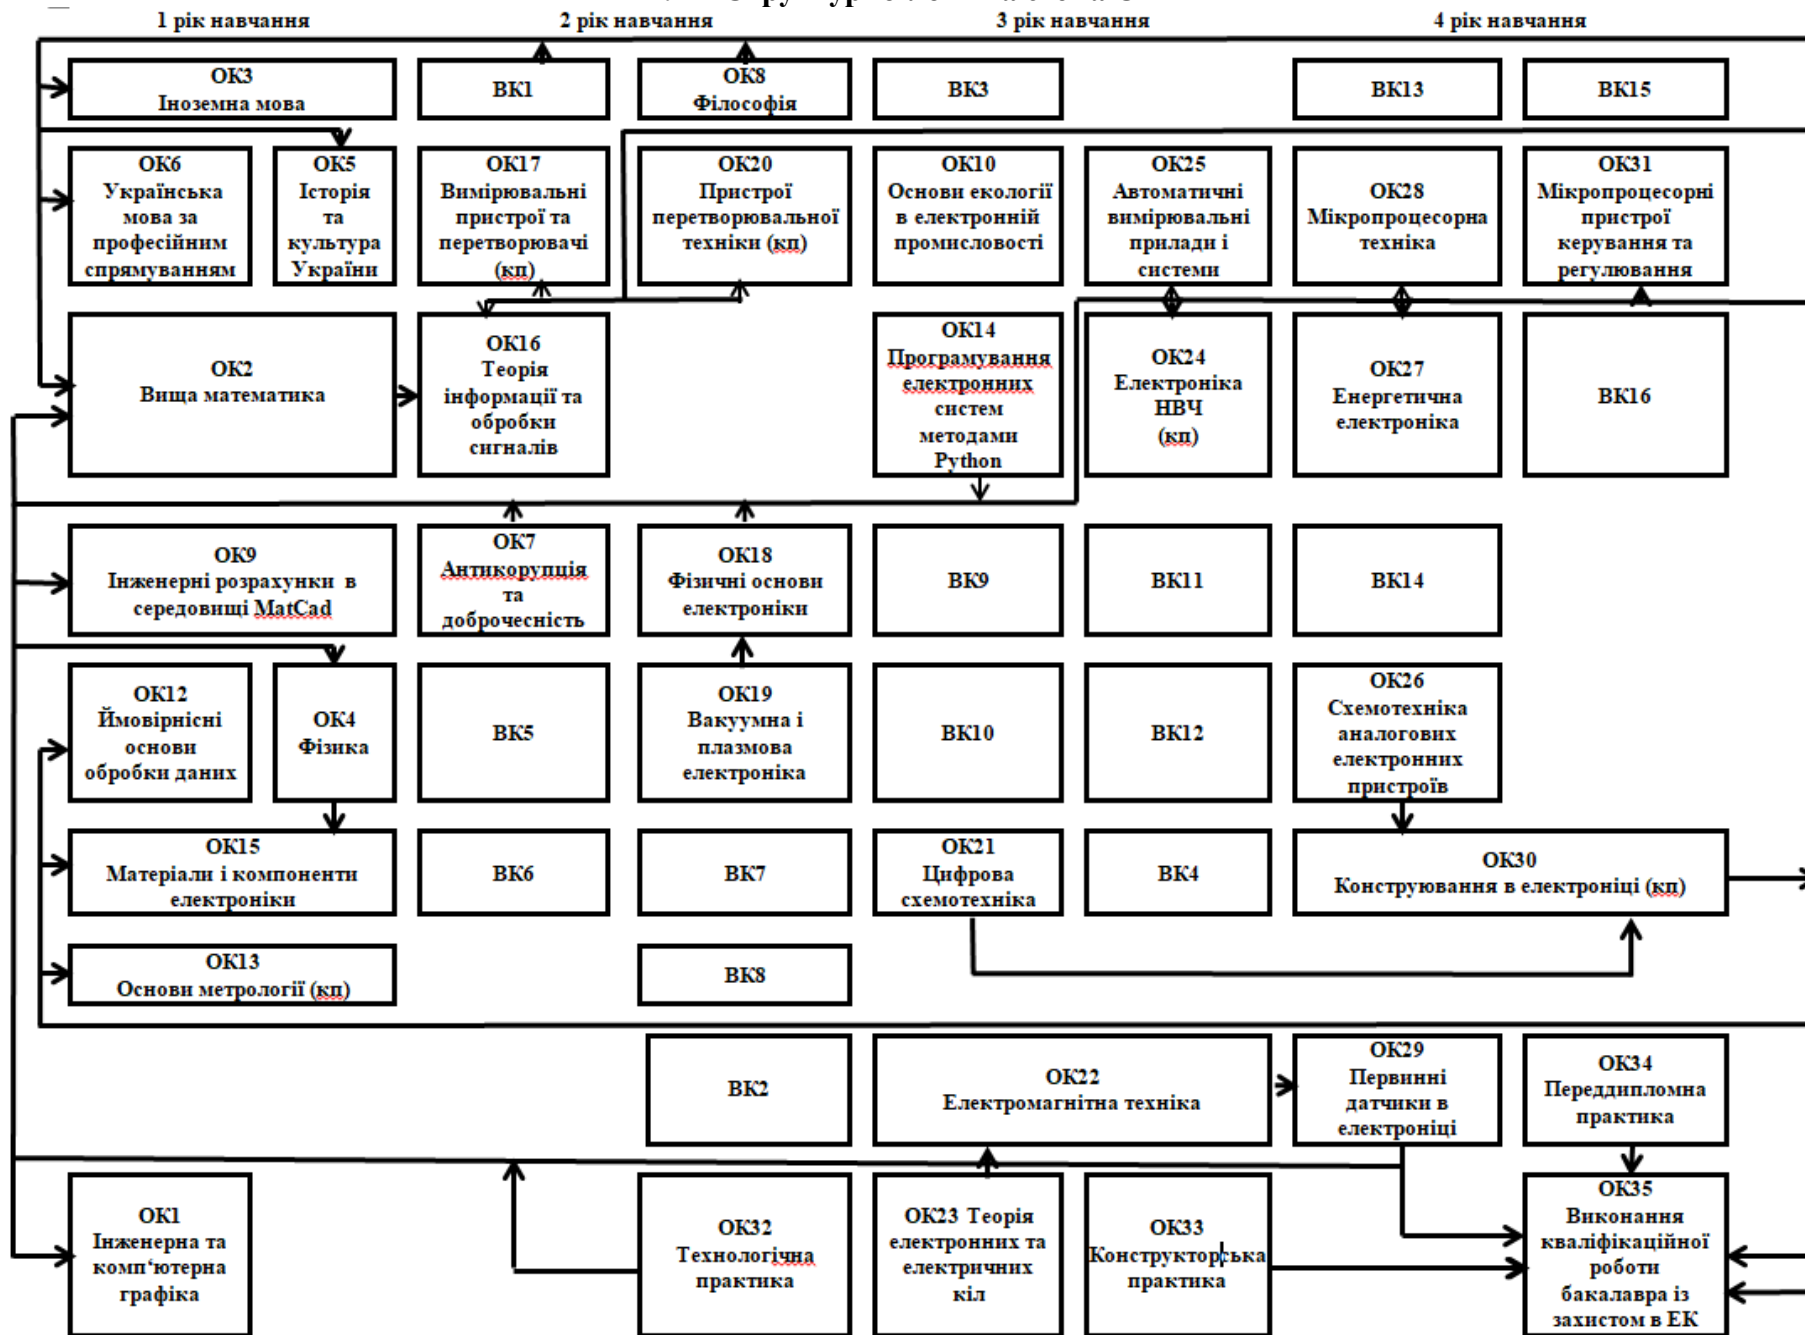 1 рік навчання
2 рік навчання
3 рік навчання
4 рік навчання
ОК3
Іноземна мова
ВК1
ОК8
Філософія
ВК3
ВК13
ВК15
ОК6
Українська
мова за
професійним
спрямуванням
ОК5
Історія
та
культура
України
ОК17
Вимірювальні
пристрої та
перетворювачі
(кп)
ОК20
Пристрої
перетворювальної
техніки (кп)
ОК10
Основи екології
в електронній
промисловості
ОК25
Автоматичні
вимірювальні
прилади і
системи
ОК28
Мікропроцесорна
техніка
ОК31
Мікропроцесорні
пристрої
керування та
регулювання
ОК2
Вища математика
ОК16
Теорія
інформації та
обробки
сигналів
ОК14
Програмування
електронних
систем
методами
Python
ОК24
Електроніка
НВЧ
(кп)
ОК27
Енергетична
електроніка
ВК16
ОК9
Інженерні розрахунки в
середовищі MatCad
ОК7
Антикорупція
та
доброчесність
ОК18
Фізичні основи
електроніки
ВК9
ВК11
ВК14
ОК12
Ймовірнісні
основи
обробки даних
ОК4
Фізика
ВК5
ОК19
Вакуумна і
плазмова
електроніка
ВК10
ВК12
ОК26
Схемотехніка
аналогових
електронних
пристроїв
ОК15
Матеріали і компоненти
електроніки
ВК6
ВК7
ОК21
Цифрова
схемотехніка
ВК4
ОК30
Конструювання в електроніці (кп)
ОК13
Основи метрології (кп)
ВК8
ВК2
ОК22
Електромагнітна техніка
ОК29
Первинні
датчики в
електроніці
ОК34
Переддипломна
практика
ОК1
Інженерна та
комп‘ютерна
графіка
ОК32
Технологічна
практика
ОК23 Теорія
електронних та
електричних
кіл
ОК33
Конструкторська
практика
ОК35
Виконання
кваліфікаційної
роботи
бакалавра із
захистом в ЕК